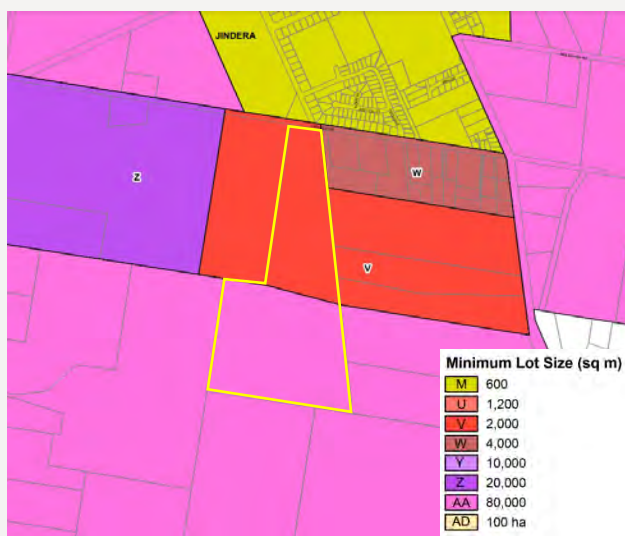 JINDERA
Z
W
V
Minimum Lot Size (sq m)
M 600
U 1,200
V 2,000
W 4,000
Y 10,000
Z 20,000
AA 80,000
AD 100 ha